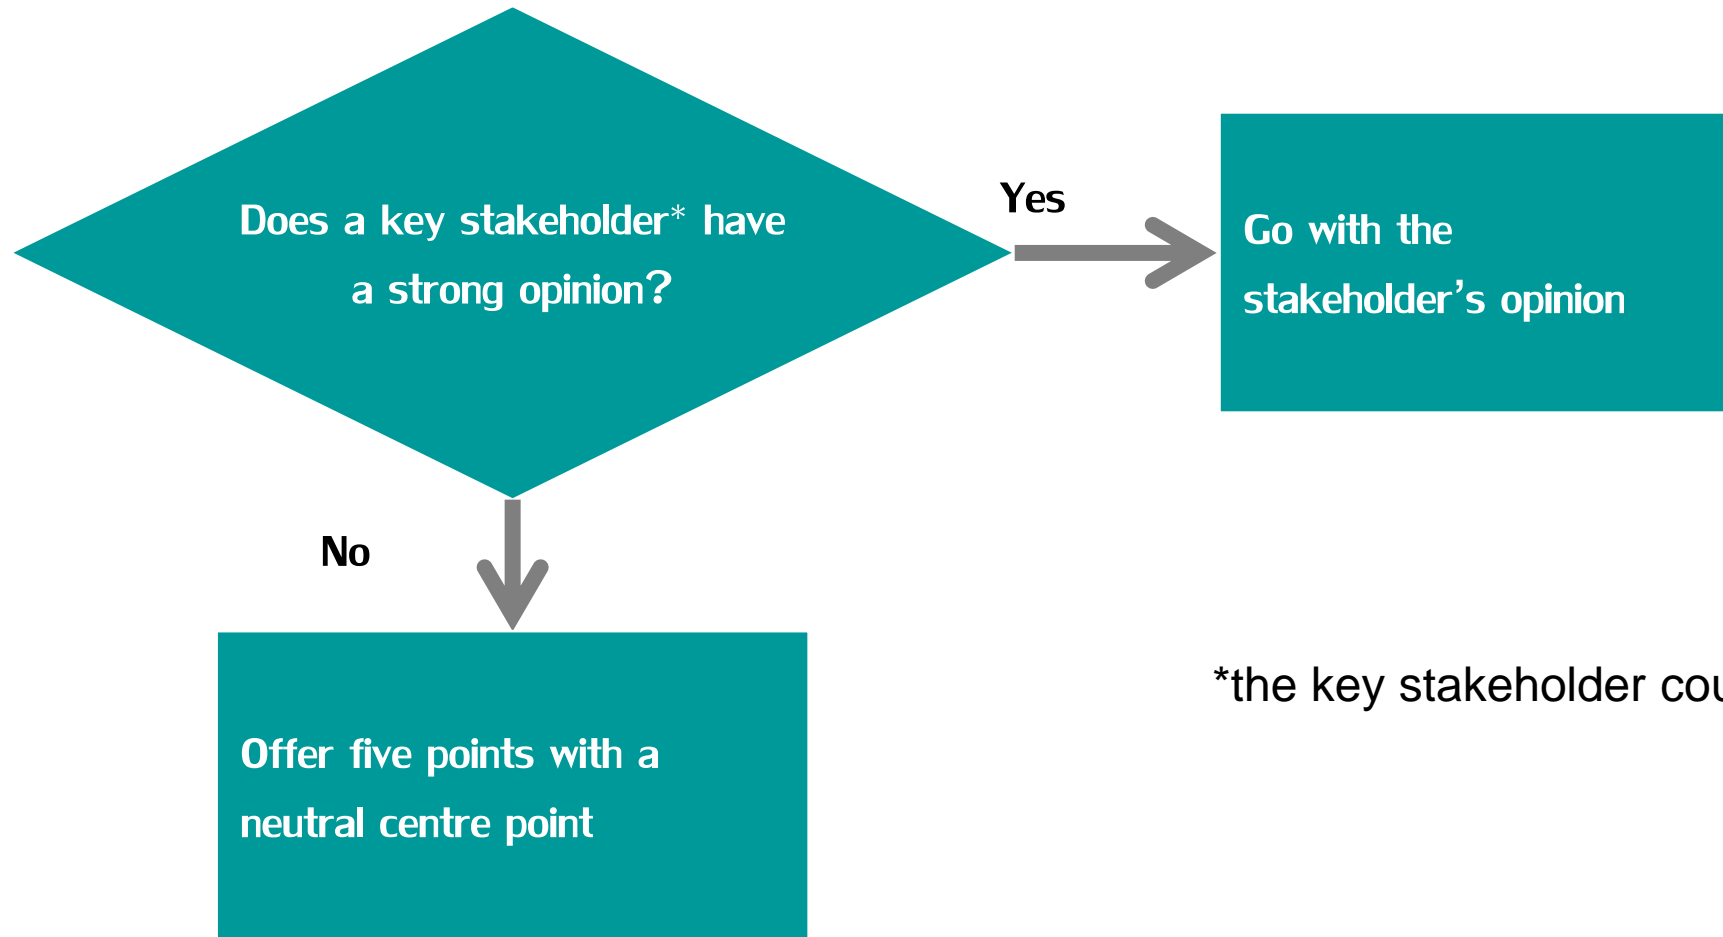 Does a key stakeholder* have
a strong opinion?
Yes
Go with the
stakeholder’s opinion
No
*the key stakeholder
Offer five points with a
neutral centre point